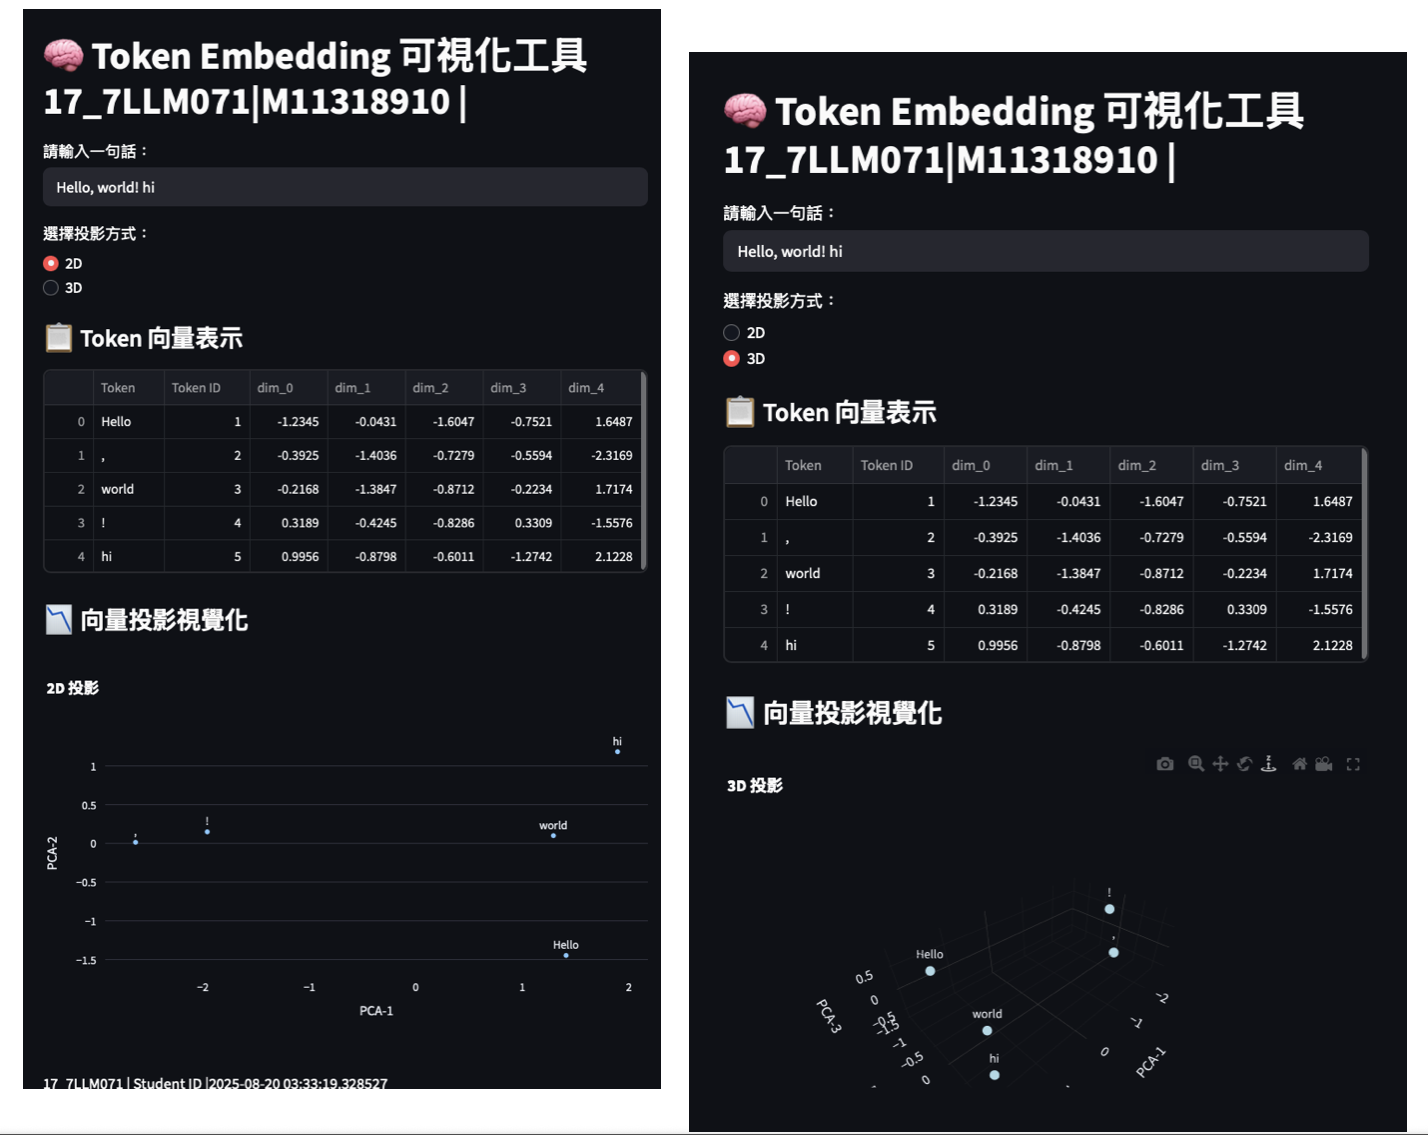 🧠 Token Embedding 可視化工具
17_7LLM071|M11318910 |
請輸入一句話：
Hello, world! hi
選擇投影方式：
2D
3D
📋 Token 向量表示
Token Token ID dim_0 dim_1 dim_2 dim_3 dim_4
0 Hello 1 -1.2345 -0.0431 -1.6047 -0.7521 1.6487
1 , 2 -0.3925 -1.4036 -0.7279 -0.5594 -2.3169
2 world 3 -0.2168 -1.3847 -0.8712 -0.2234 1.7174
3 ! 4 0.3189 -0.4245 -0.8286 0.3309 -1.5576
4 hi 5 0.9956 -0.8798 -0.6011 -1.2742 2.1228
📉 向量投影視覺化
2D 投影
hi
1
0.5
!
world
,
0
PCA-2
−0.5
−1
Hello
−1.5
−2 −1 0 1 2
PCA-1
17_7LLM071 | Student ID |2025-08-20 03:33:19.328527
🧠 Token Embedding 可視化工具
17_7LLM071|M11318910 |
請輸入一句話：
Hello, world! hi
選擇投影方式：
2D
3D
📋 Token 向量表示
Token Token ID dim_0 dim_1 dim_2 dim_3 dim_4
0 Hello 1 -1.2345 -0.0431 -1.6047 -0.7521 1.6487
1 , 2 -0.3925 -1.4036 -0.7279 -0.5594 -2.3169
2 world 3 -0.2168 -1.3847 -0.8712 -0.2234 1.7174
3 ! 4 0.3189 -0.4245 -0.8286 0.3309 -1.5576
4 hi 5 0.9956 -0.8798 -0.6011 -1.2742 2.1228
📉 向量投影視覺化
3D 投影
!
,
Hello
0.5
0
−0.5
PCA-3
−1.5
−1
−0.5
0
world
hi
−2
−1
0
PCA-1